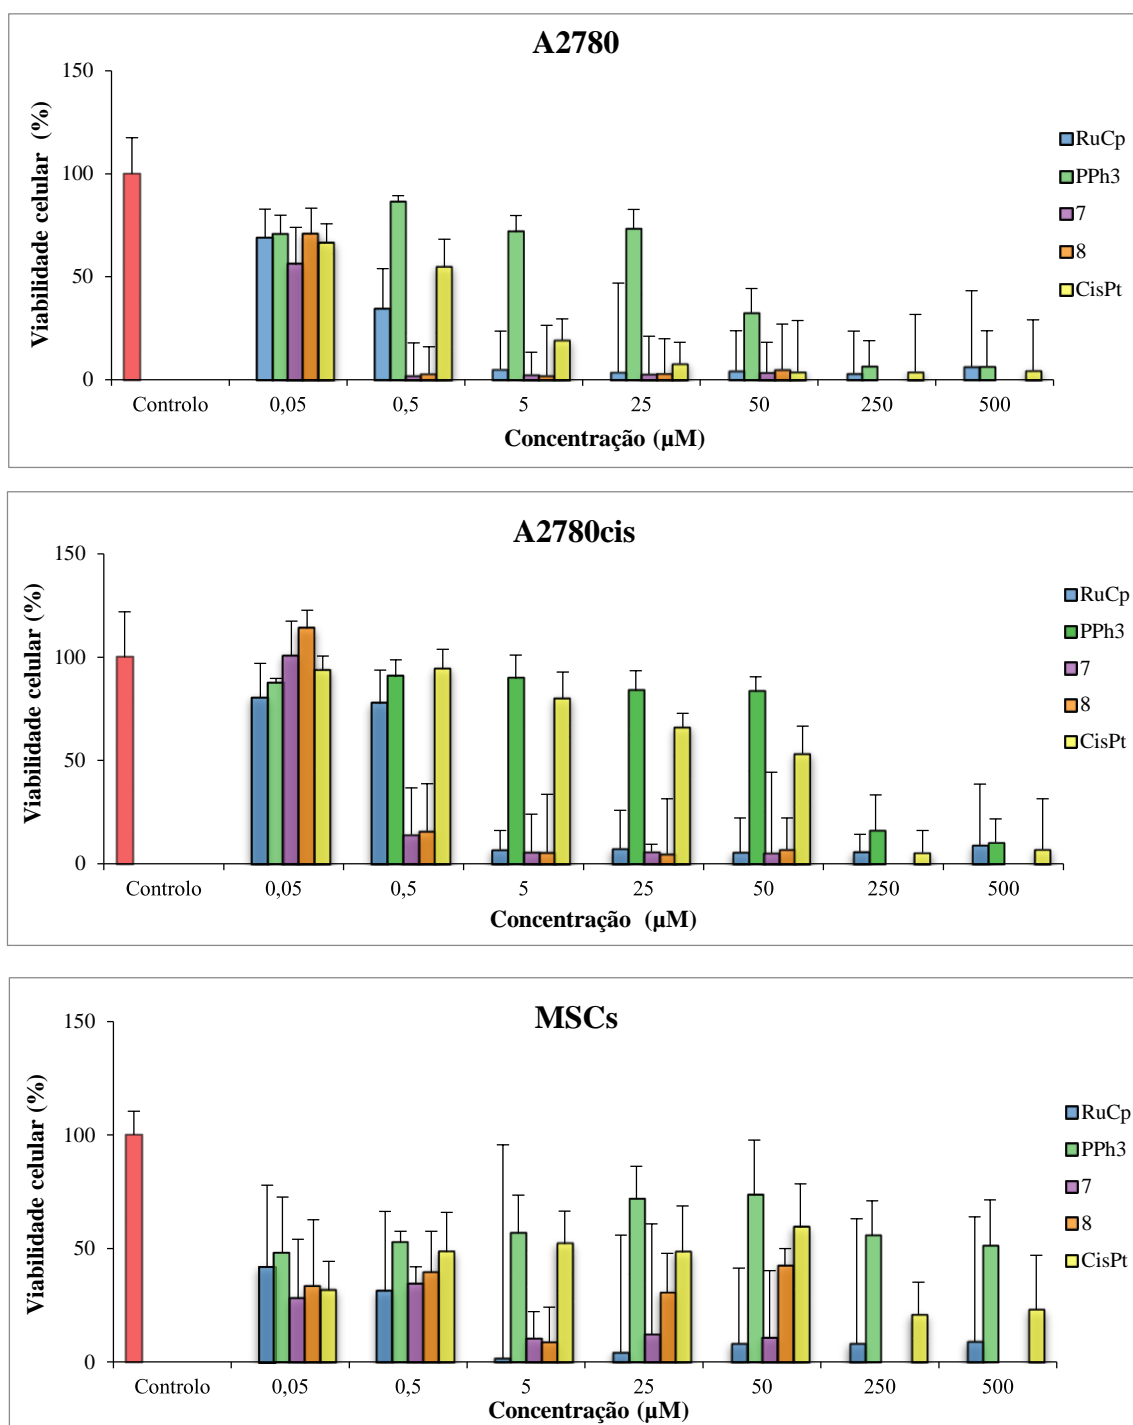 A2780
Viabilidade celular (%)
150
100
50
0
Controlo 0,05 0,5 5 25 50 250 500
Concentração (µM)
RuCp
PPh3
7
8
CisPt
A2780cis
Viabilidade celular (%)
150
100
50
0
Controlo 0,05 0,5 5 25 50 250 500
Concentração (µM)
RuCp
PPh3
7
8
CisPt
MSCs
Viabilidade celular (%)
150
100
50
0
Controlo 0,05 0,5 5 25 50 250 500
Concentração (µM)
RuCp
PPh3
7
8
CisPt